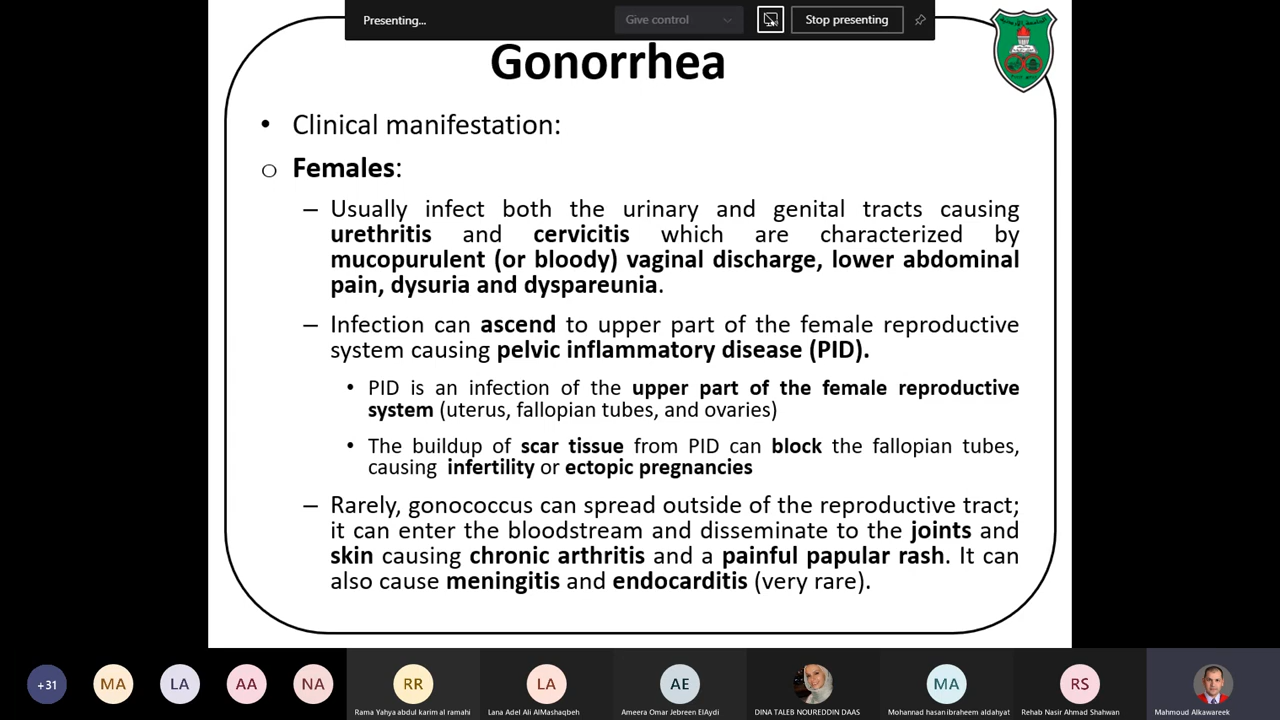 Presenting...
Give control
Stop presenting
Gonorrhea
• Clinical manifestation:
o Females:
– Usually infect both the urinary and genital tracts causing
urethritis and cervicitis which are characterized by
mucopurulent (or bloody) vaginal discharge, lower abdominal
pain, dysuria and dyspareunia.
– Infection can ascend to upper part of the female reproductive
system causing pelvic inflammatory disease (PID).
• PID is an infection of the upper part of the female reproductive
system (uterus, fallopian tubes, and ovaries)
• The buildup of scar tissue from PID can block the fallopian tubes,
causing infertility or ectopic pregnancies
– Rarely, gonococcus can spread outside of the reproductive tract;
it can enter the bloodstream and disseminate to the joints and
skin causing chronic arthritis and a painful papular rash. It can
also cause meningitis and endocarditis (very rare).
+31
MA
LA
AA
NA
RR
LA
AE
MA
RS
Rama Yahya abdul karim al ramahi
Lana Adel Ali AlMashaqbeh
Ameera Omar Jebreen ElAydi
DINA TALEB NOUREDDIN DAAS
Mohannad hasan ibraheem aldahyat
Rehab Nasir Ahmad Shahwan
Mahmoud Alkawareek